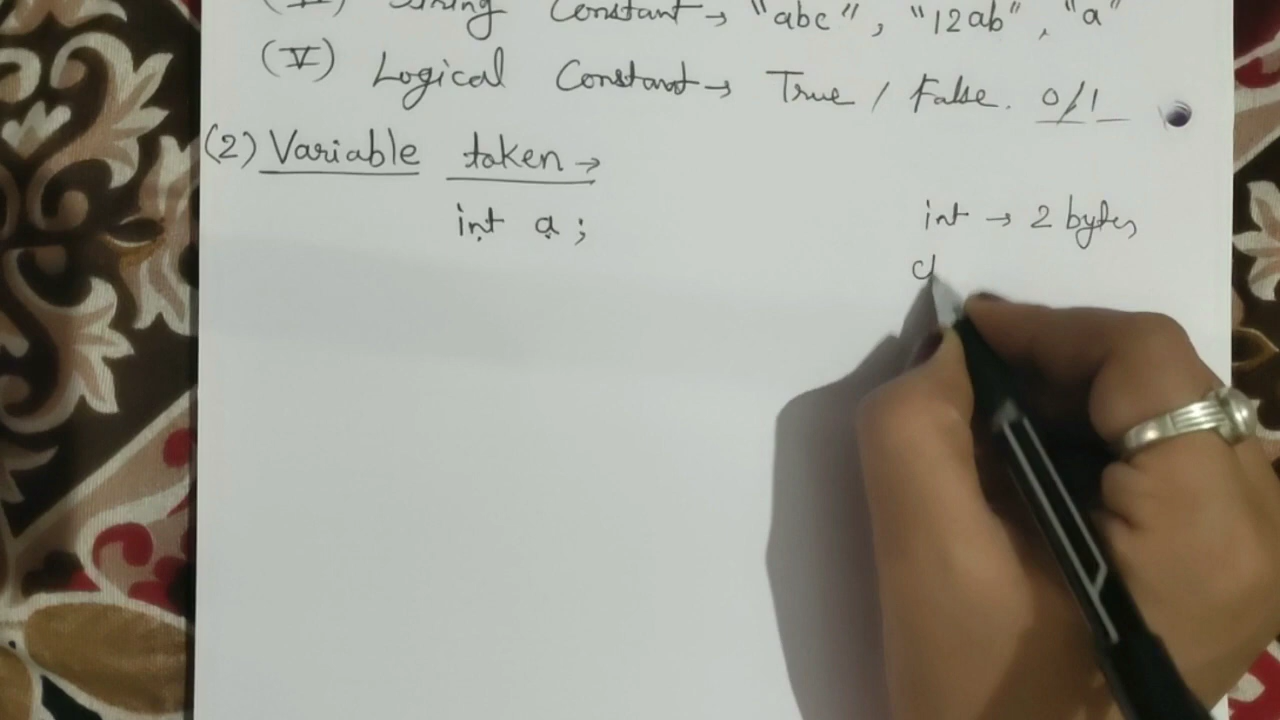 String Constant → "abc", "12ab", "a"
(V) Logical Constant → True / False. 0/1
(2) Variable token →
int a ;
int → 2 bytes